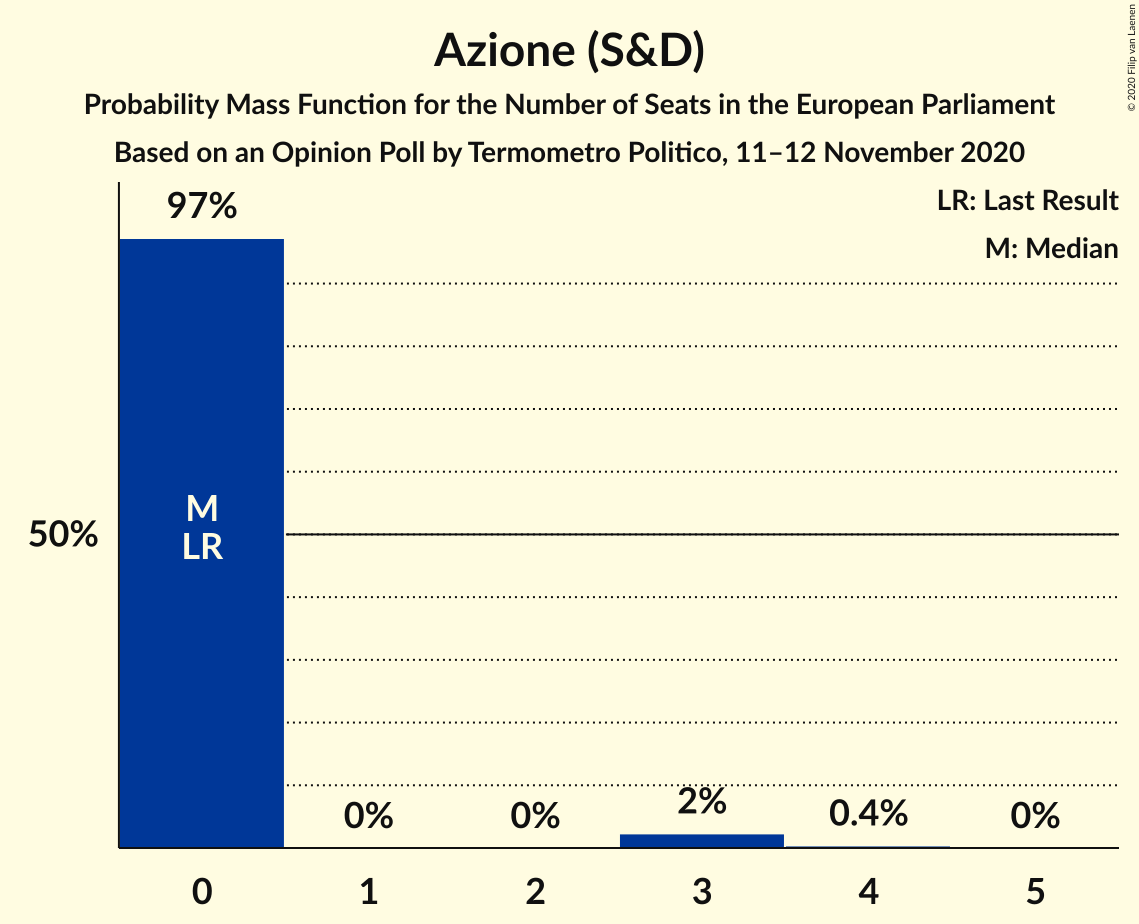 Azione (S&D)
Probability Mass Function for the Number of Seats in the European Parliament
Based on an Opinion Poll by Termometro Politico, 11–12 November 2020
© 2020 Filip van Laenen
LR: Last Result
M: Median
97%
M
LR
50%
0%
0%
2%
0.4%
0%
0
1
2
3
4
5